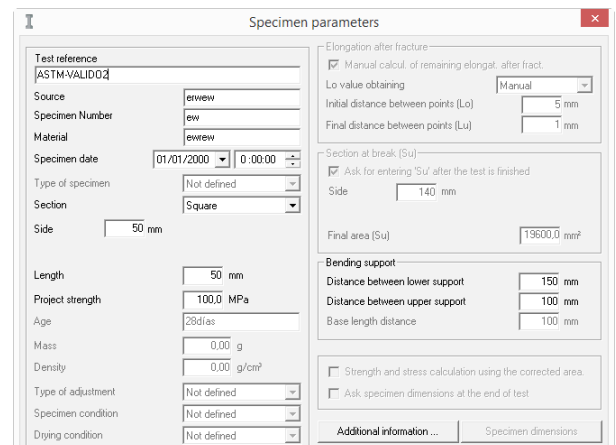 Specimen parameters
Test reference
ASTM-VALIDO2
Source erwew
Specimen Number ew
Material ewrew
Specimen date 01/01/2000 0:00:00
Type of specimen Not defined
Section Square
Side 50 mm
Length 50 mm
Project strength 100,0 MPa
Age 28días
Mass 0,00 g
Density 0,00 g/cm³
Type of adjustment Not defined
Specimen condition Not defined
Drying condition Not defined
Elongation after fracture
Manual calcul. of remaining elongat. after fract.
Lo value obtaining Manual
Initial distance between points (Lo) 5 mm
Final distance between points (Lu) 1 mm
Section at break (Su)
Ask for entering 'Su' after the test is finished
Side 140 mm
Final area (Su) 19600,0 mm²
Bending support
Distance between lower support 150 mm
Distance between upper support 100 mm
Base length distance 100 mm
Strength and stress calculation using the corrected area.
Ask specimen dimensions at the end of test
Additional information ... Specimen dimensions